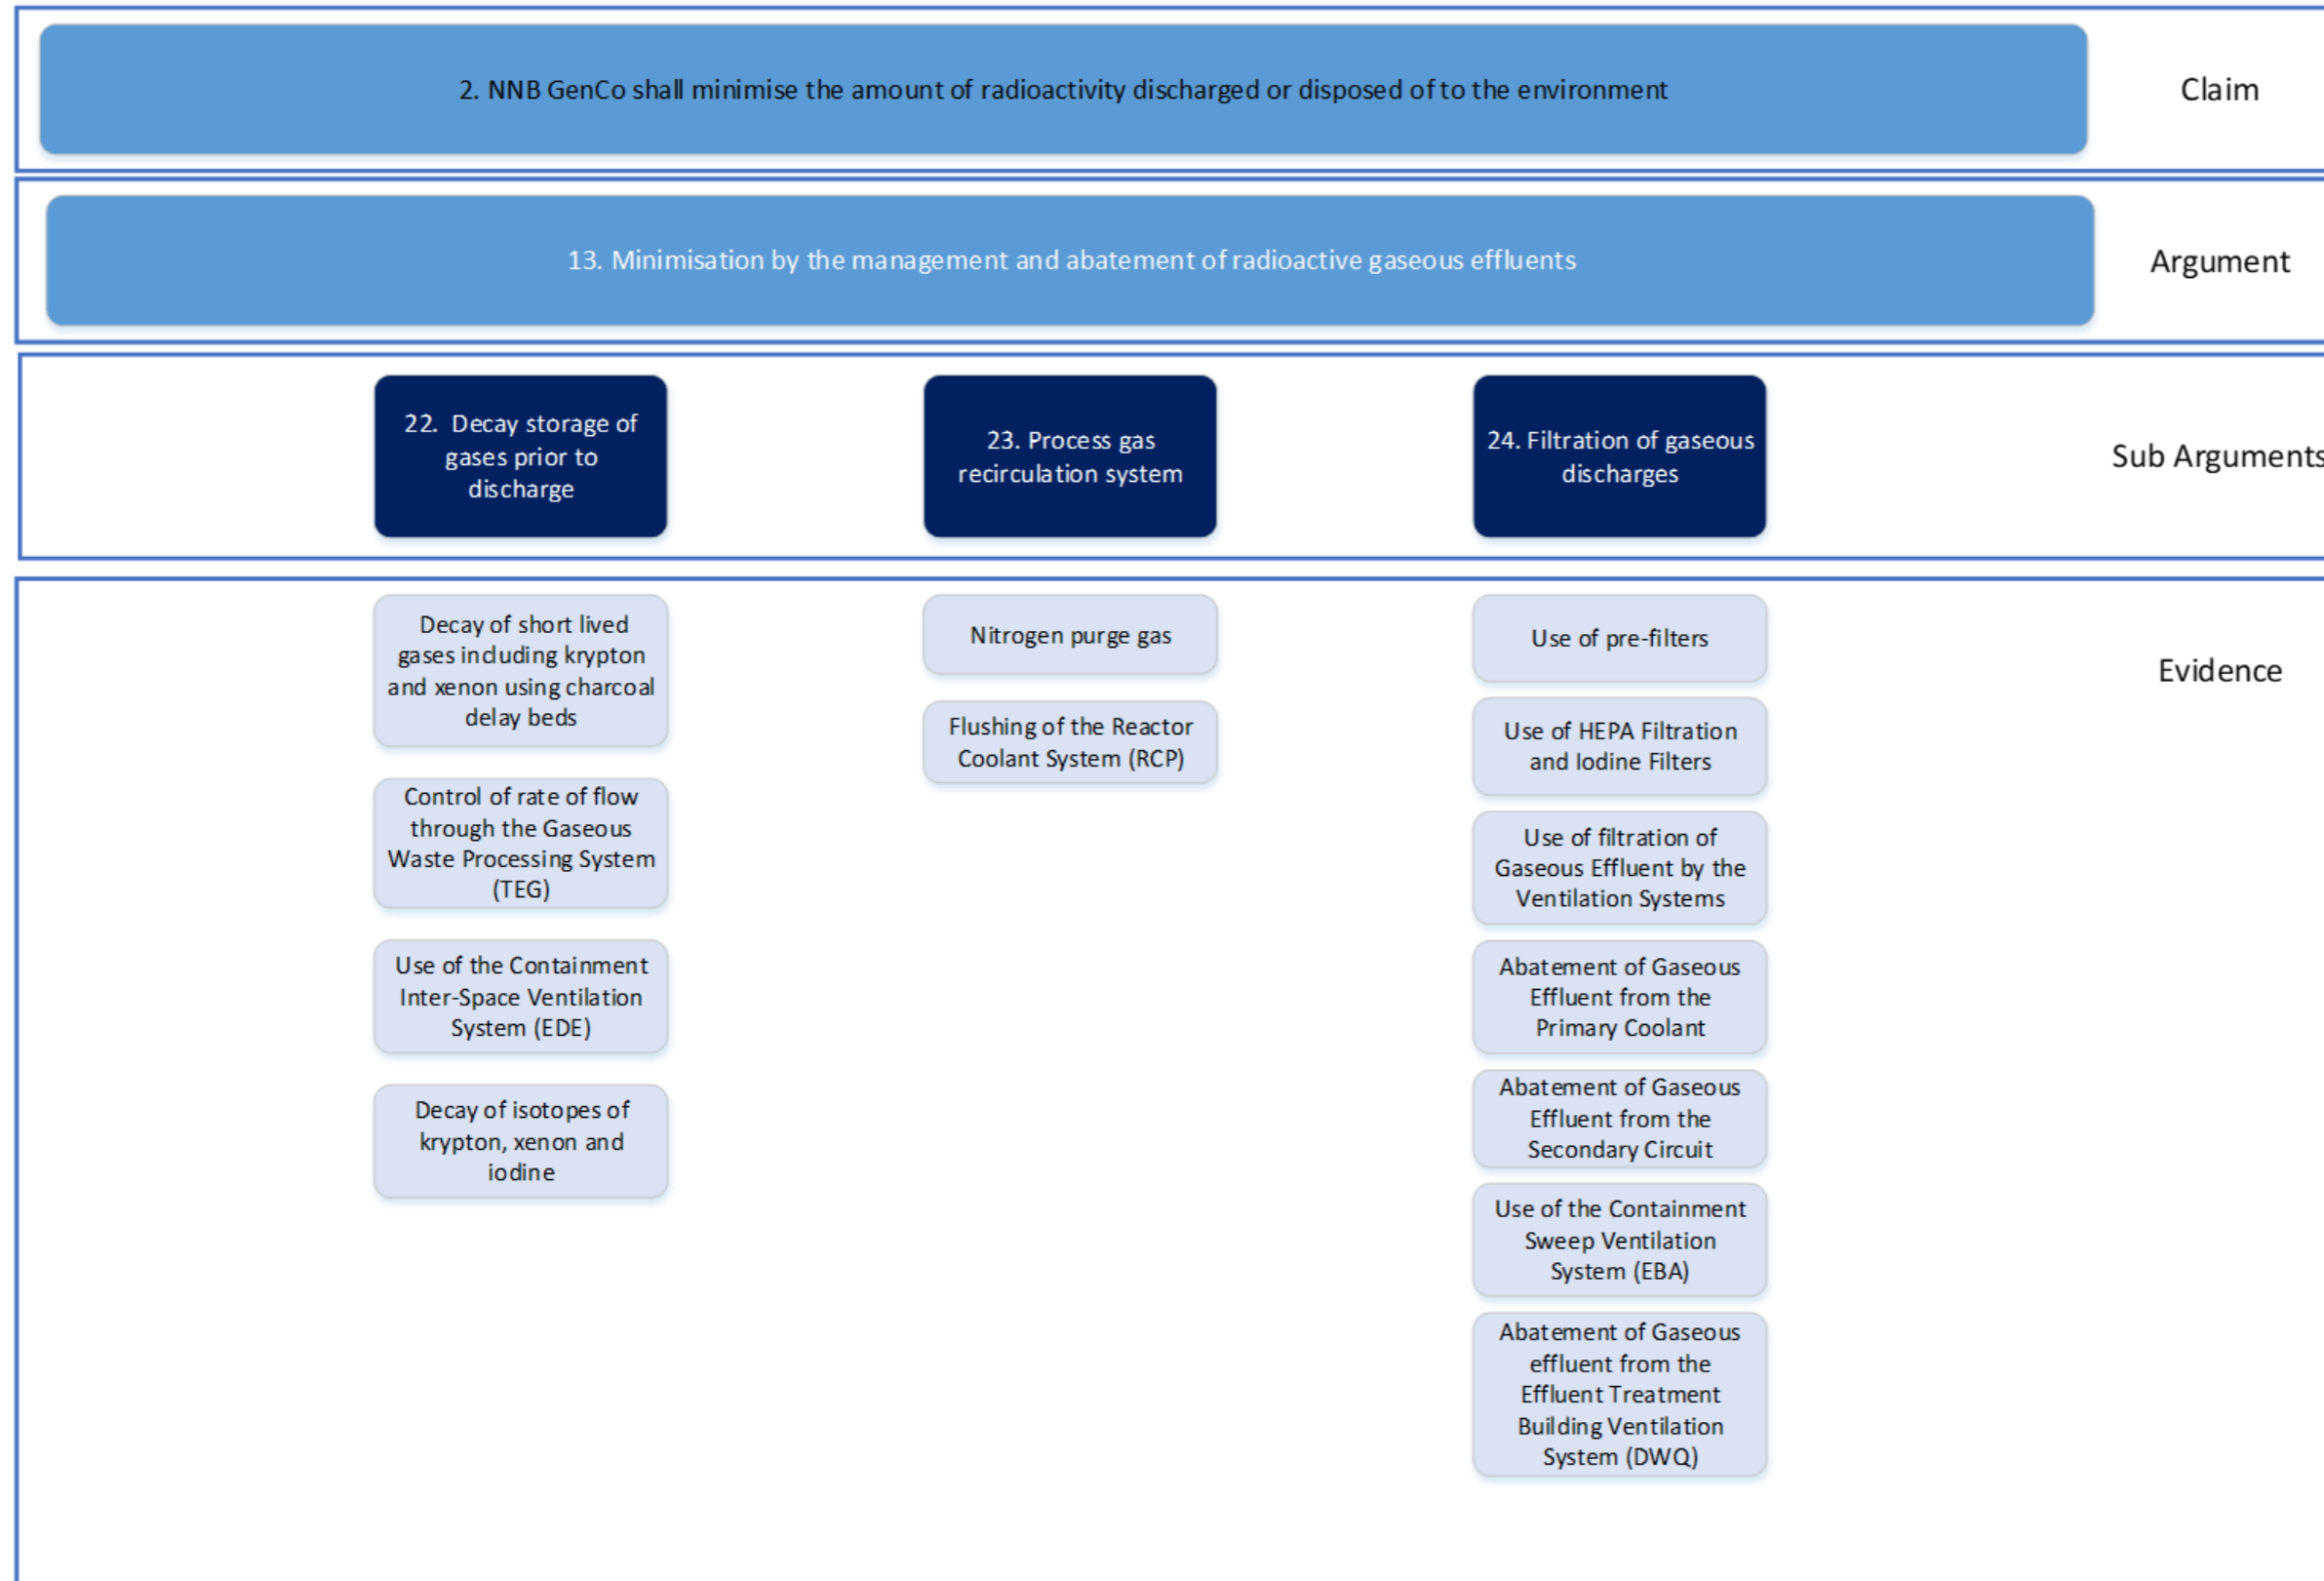 2. NNB GenCo shall minimise the amount of radioactivity discharged or disposed of to the environment
Claim
13. Minimisation by the management and abatement of radioactive gaseous effluents
Argument
22. Decay storage of
gases prior to
discharge
23. Process gas
recirculation system
24. Filtration of gaseous
discharges
Sub Arguments
Decay of short lived
gases including krypton
and xenon using charcoal
delay beds
Control of rate of flow
through the Gaseous
Waste Processing System
(TEG)
Use of the Containment
Inter-Space Ventilation
System (EDE)
Decay of isotopes of
krypton, xenon and
iodine
Nitrogen purge gas
Flushing of the Reactor
Coolant System (RCP)
Use of pre-filters
Use of HEPA Filtration
and Iodine Filters
Use of filtration of
Gaseous Effluent by the
Ventilation Systems
Abatement of Gaseous
Effluent from the
Primary Coolant
Abatement of Gaseous
Effluent from the
Secondary Circuit
Use of the Containment
Sweep Ventilation
System (EBA)
Abatement of Gaseous
effluent from the
Effluent Treatment
Building Ventilation
System (DWQ)
Evidence